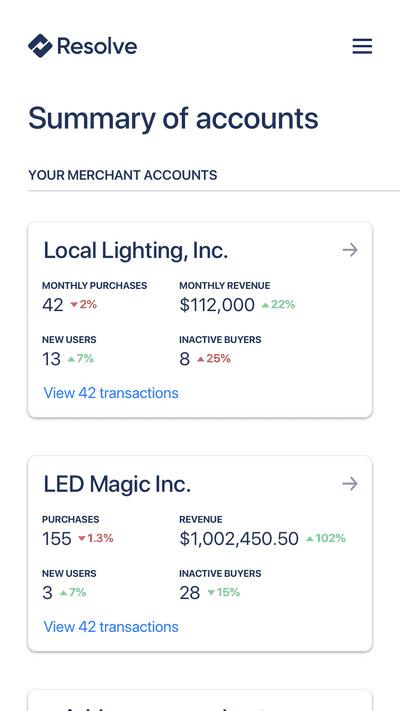 Resolve
Summary of accounts
YOUR MERCHANT ACCOUNTS
Local Lighting, Inc.
MONTHLY PURCHASES MONTHLY REVENUE
42 2% $112,000 22%
NEW USERS INACTIVE BUYERS
13 7% 8 25%
View 42 transactions
LED Magic Inc.
PURCHASES REVENUE
155 1.3% $1,002,450.50 102%
NEW USERS INACTIVE BUYERS
3 7% 28 15%
View 42 transactions